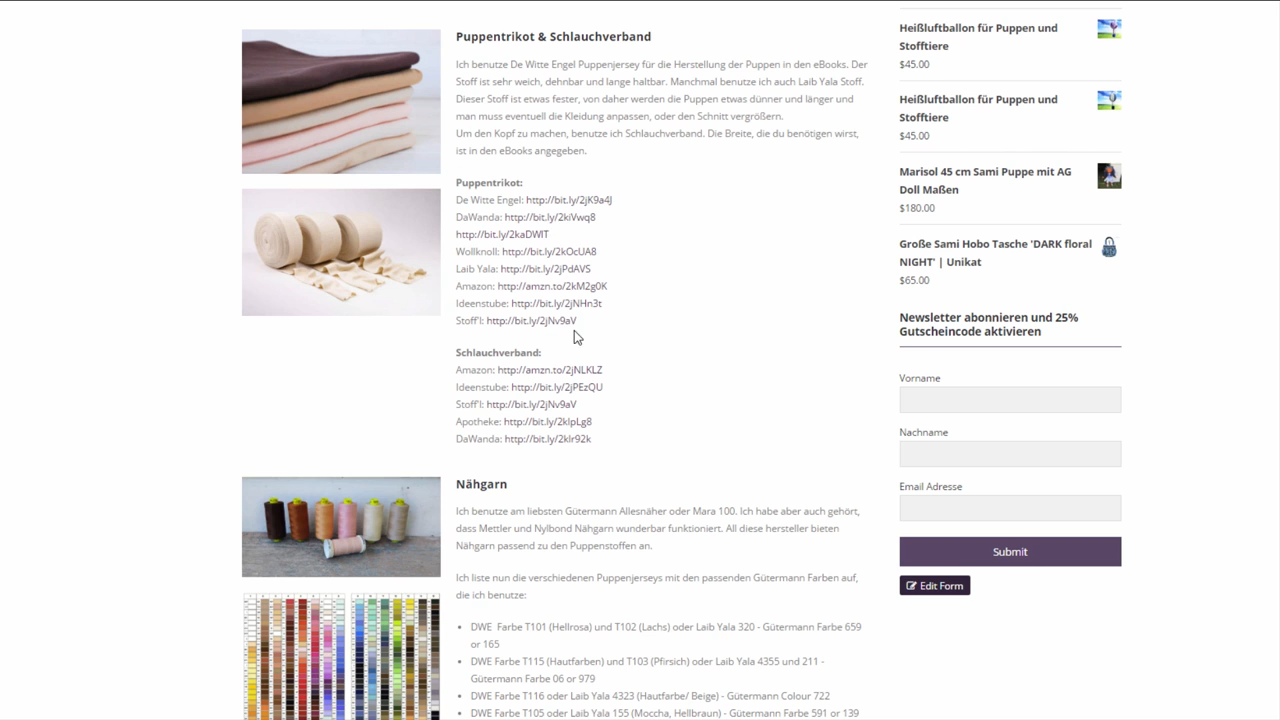 Puppentrikot & Schlauchverband
Ich benutze De Witte Engel Puppenjersey für die Herstellung der Puppen in den eBooks. Der
Stoff ist sehr weich, dehnbar und lange haltbar. Manchmal benutze ich auch Laib Yala Stoff.
Dieser Stoff ist etwas fester, von daher werden die Puppen etwas dünner und länger und
man muss eventuell die Kleidung anpassen, oder den Schnitt vergrößern.
Um den Kopf zu machen, benutze ich Schlauchverband. Die Breite, die du benötigen wirst,
ist in den eBooks angegeben.
Puppentrikot:
De Witte Engel: http://bit.ly/2jK9a4J
DaWanda: http://bit.ly/2kiVwq8
http://bit.ly/2kaDWIT
Wollknoll: http://bit.ly/2kOcUA8
Laib Yala: http://bit.ly/2jPdAVS
Amazon: http://amzn.to/2kM2g0K
Ideenstube: http://bit.ly/2jNHn3t
Stoff'l: http://bit.ly/2jNv9aV
Schlauchverband:
Amazon: http://amzn.to/2jNLKLZ
Ideenstube: http://bit.ly/2jPEzQU
Stoff'l: http://bit.ly/2jNv9aV
Apotheke: http://bit.ly/2kIpLg8
DaWanda: http://bit.ly/2klr92k
Nähgarn
Ich benutze am liebsten Gütermann Allesnäher oder Mara 100. Ich habe aber auch gehört,
dass Mettler und Nylbond Nähgarn wunderbar funktioniert. All diese hersteller bieten
Nähgarn passend zu den Puppenstoffen an.
Ich liste nun die verschiedenen Puppenjerseys mit den passenden Gütermann Farben auf,
die ich benutze:
• DWE Farbe T101 (Hellrosa) und T102 (Lachs) oder Laib Yala 320 - Gütermann Farbe 659
or 165
• DWE Farbe T115 (Hautfarben) und T103 (Pfirsich) oder Laib Yala 4355 und 211 -
Gütermann Farbe 06 or 979
• DWE Farbe T116 oder Laib Yala 4323 (Hautfarbe/ Beige) - Gütermann Colour 722
• DWE Farbe T105 oder Laib Yala 155 (Moccha, Hellbraun) - Gütermann Farbe 591 or 139
Heißluftballon für Puppen und
Stofftiere
$45.00
Heißluftballon für Puppen und
Stofftiere
$45.00
Marisol 45 cm Sami Puppe mit AG
Doll Maßen
$180.00
Große Sami Hobo Tasche 'DARK floral
NIGHT' | Unikat
$65.00
Newsletter abonnieren und 25%
Gutscheincode aktivieren
Vorname
Nachname
Email Adresse
Submit
Edit Form